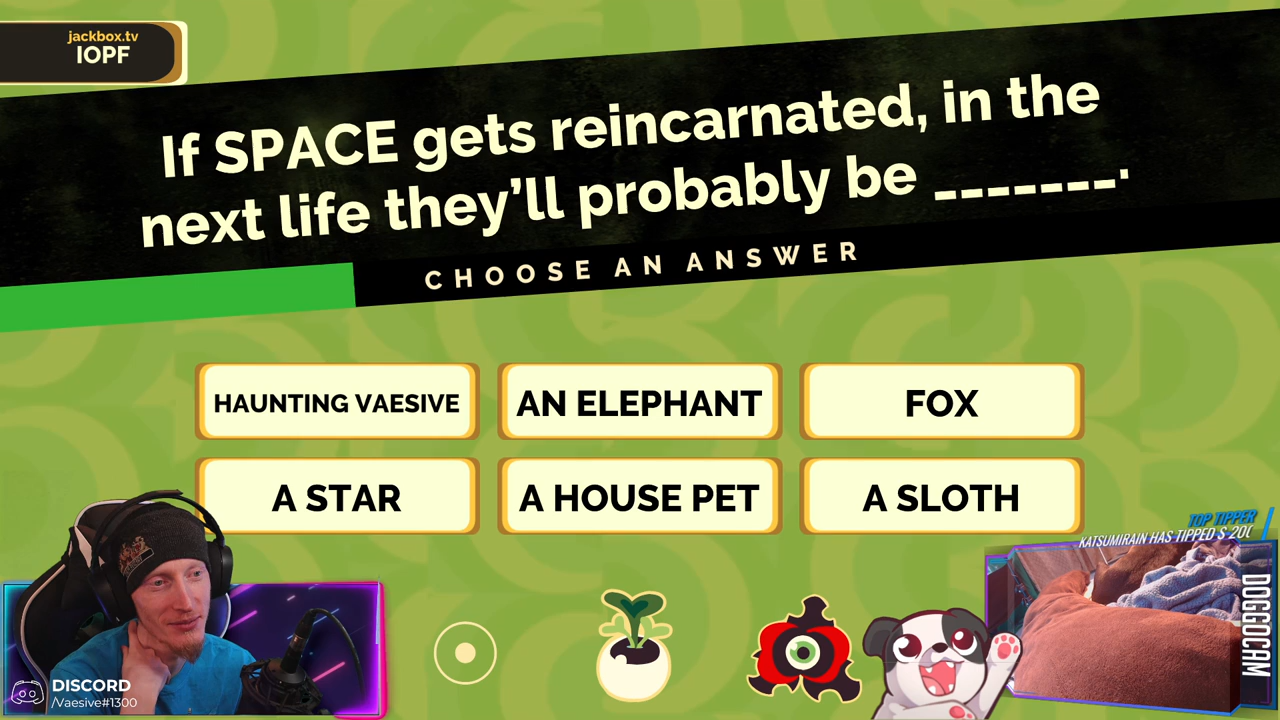 jackbox.tv
IOPF
If SPACE gets reincarnated, in the
next life they'll probably be _______.
CHOOSE AN ANSWER
HAUNTING VAESIVE
AN ELEPHANT
FOX
A STAR
A HOUSE PET
A SLOTH
TOP TIPPER
KATSUMIRAIN HAS TIPPED $ 200
DOGGOCAM
DISCORD
/Vaesive#1300